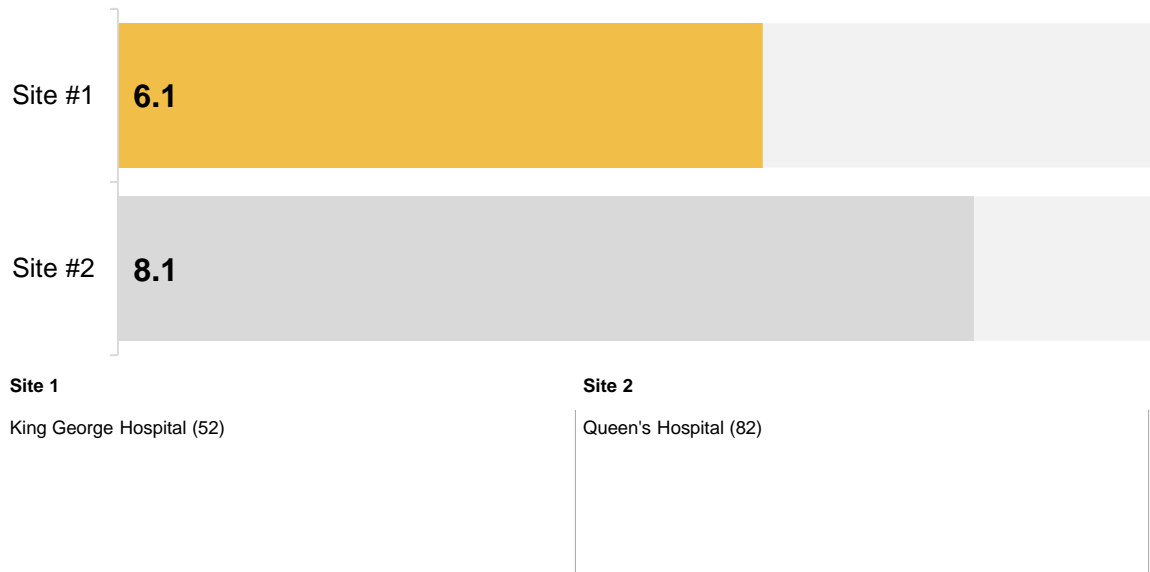 Site #1
6.1
Site #2
8.1
Site 1
Site 2
King George Hospital (52)
Queen's Hospital (82)